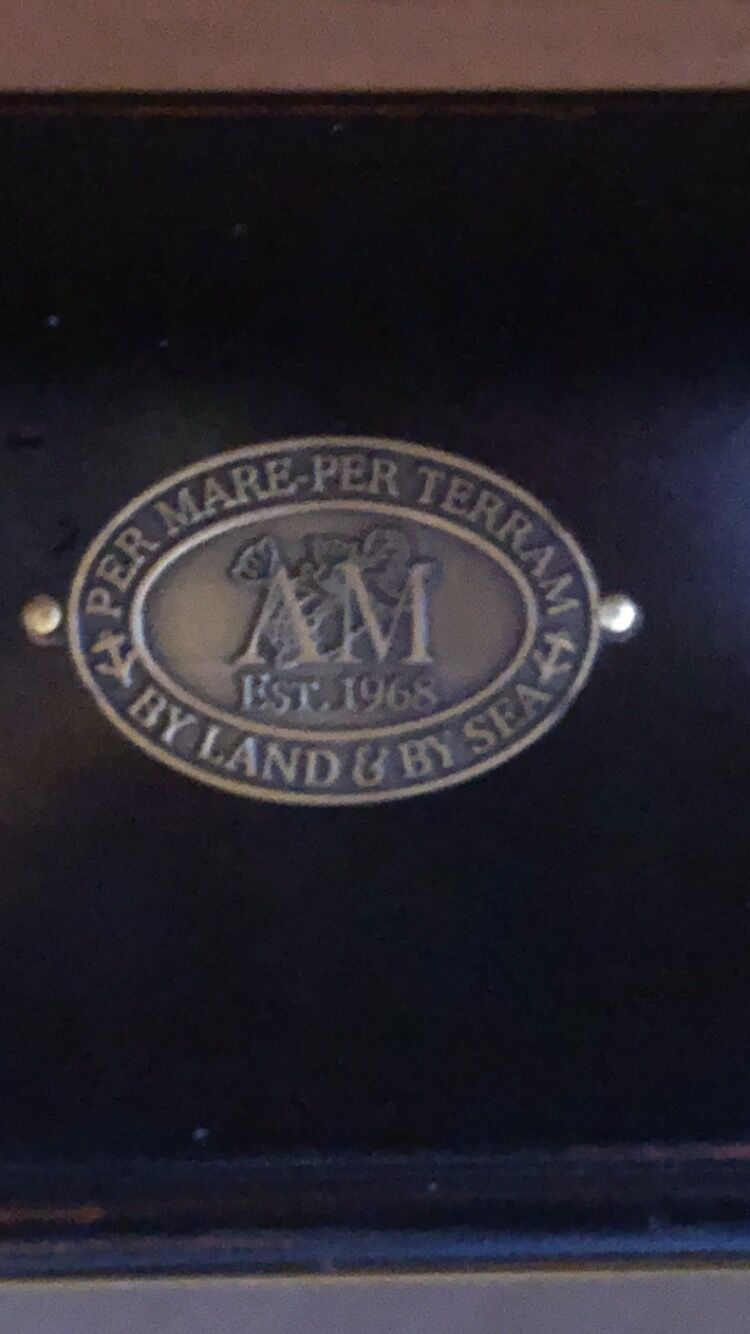 PER MARE-PER TERRAM
AM
EST. 1968
BY LAND & BY SEA